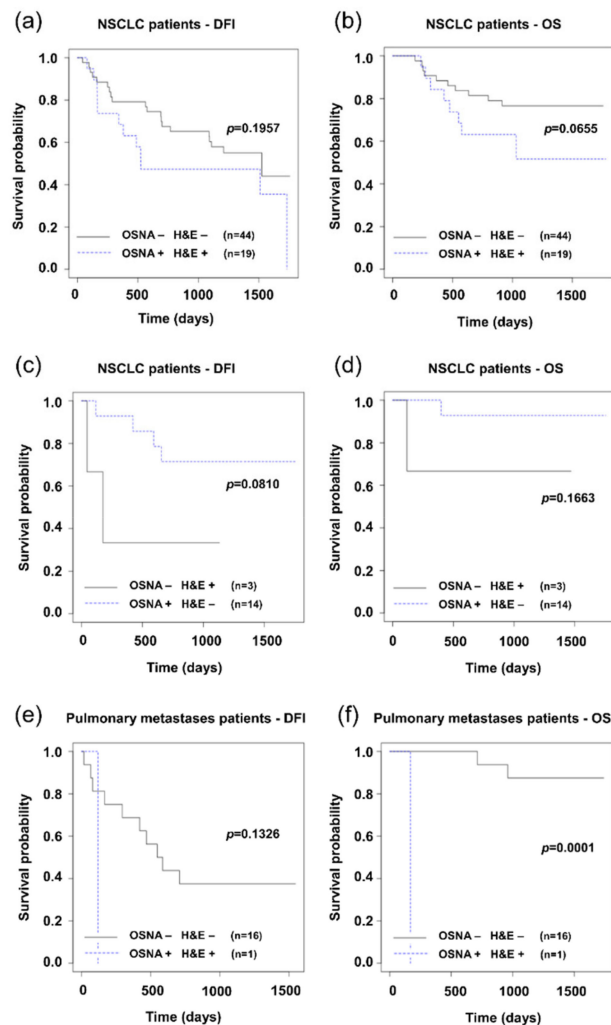 (a) NSCLC patients - DFI
Survival probability
1.0
0.8
0.6
0.4
0.2
0.0
p=0.1957
OSNA – H&E – (n=44)
OSNA + H&E + (n=19)
0 500 1000 1500
Time (days)
(b) NSCLC patients - OS
Survival probability
1.0
0.8
0.6
0.4
0.2
0.0
p=0.0655
OSNA – H&E – (n=44)
OSNA + H&E + (n=19)
0 500 1000 1500
Time (days)
(c) NSCLC patients - DFI
Survival probability
1.0
0.8
0.6
0.4
0.2
0.0
p=0.0810
OSNA – H&E + (n=3)
OSNA + H&E – (n=14)
0 500 1000 1500
Time (days)
(d) NSCLC patients - OS
Survival probability
1.0
0.8
0.6
0.4
0.2
0.0
p=0.1663
OSNA – H&E + (n=3)
OSNA + H&E – (n=14)
0 500 1000 1500
Time (days)
(e) Pulmonary metastases patients - DFI
Survival probability
1.0
0.8
0.6
0.4
0.2
0.0
p=0.1326
OSNA – H&E – (n=16)
OSNA + H&E + (n=1)
0 500 1000 1500
Time (days)
(f) Pulmonary metastases patients - OS
Survival probability
1.0
0.8
0.6
0.4
0.2
0.0
p=0.0001
OSNA – H&E – (n=16)
OSNA + H&E + (n=1)
0 500 1000 1500
Time (days)